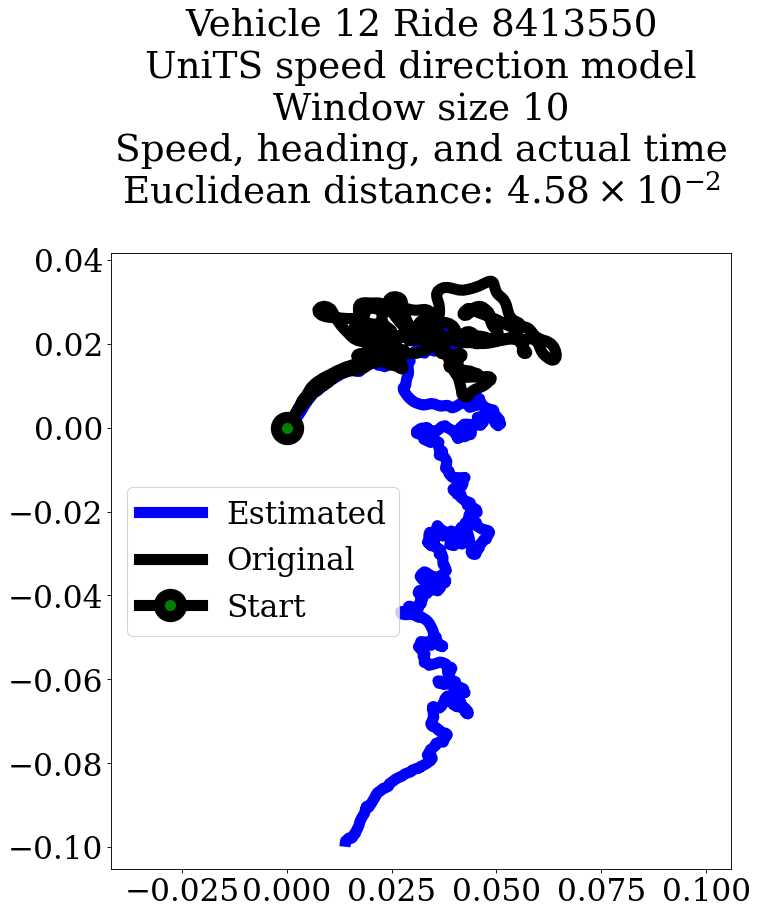 Vehicle 12 Ride 8413550
UniTS speed direction model
Window size 10
Speed, heading, and actual time
Euclidean distance: 4.58 × 10⁻²
0.04
0.02
0.00
−0.02
−0.04
−0.06
−0.08
−0.10
Estimated
Original
Start
−0.025 0.000 0.025 0.050 0.075 0.100